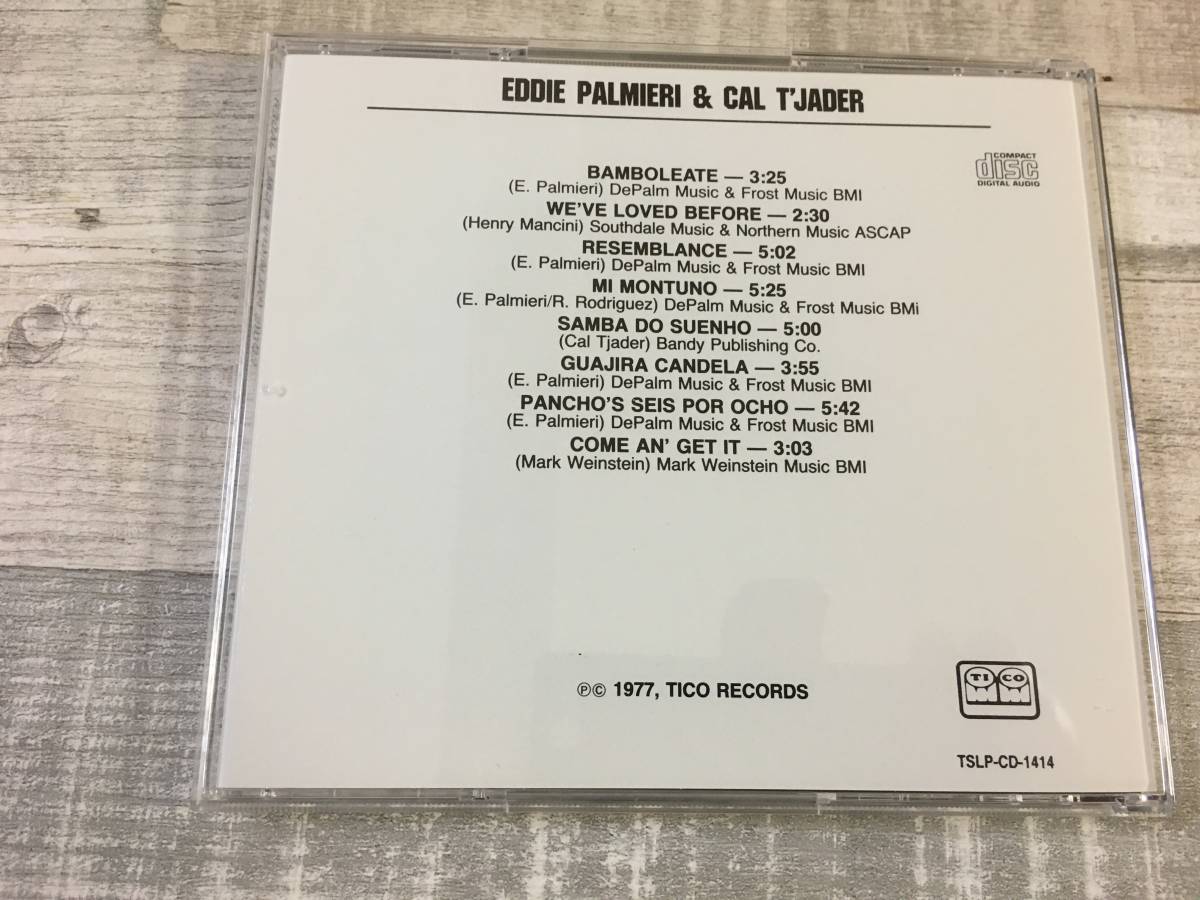 EDDIE PALMIERI & CAL T'JADER
COMPACT
disc
DIGITAL AUDIO
BAMBOLEATE — 3:25
(E. Palmieri) DePalm Music & Frost Music BMI
WE'VE LOVED BEFORE — 2:30
(Henry Mancini) Southdale Music & Northern Music ASCAP
RESEMBLANCE — 5:02
(E. Palmieri) DePalm Music & Frost Music BMI
MI MONTUNO — 5:25
(E. Palmieri/R. Rodriguez) DePalm Music & Frost Music BMi
SAMBA DO SUENHO — 5:00
(Cal Tjader) Bandy Publishing Co.
GUAJIRA CANDELA — 3:55
(E. Palmieri) DePalm Music & Frost Music BMI
PANCHO'S SEIS POR OCHO — 5:42
(E. Palmieri) DePalm Music & Frost Music BMI
COME AN' GET IT — 3:03
(Mark Weinstein) Mark Weinstein Music BMI
℗© 1977, TICO RECORDS
TICO
TSLP-CD-1414